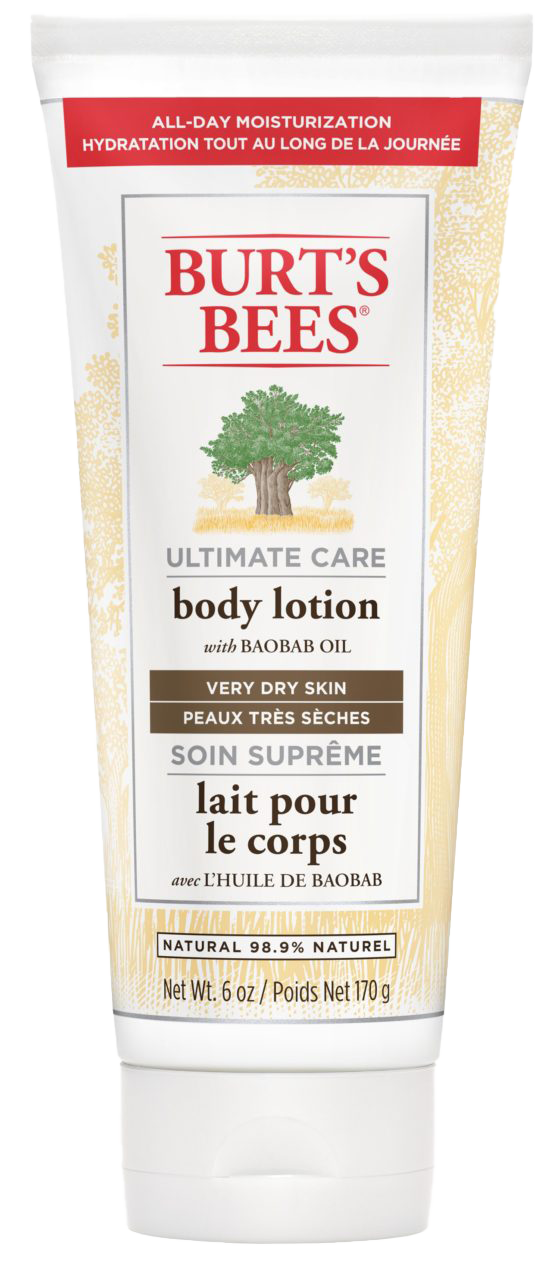 ALL-DAY MOISTURIZATION
HYDRATATION TOUT AU LONG DE LA JOURNÉE
BURT'S
BEES®
ULTIMATE CARE
body lotion
with BAOBAB OIL
VERY DRY SKIN
PEAUX TRÈS SÈCHES
SOIN SUPRÊME
lait pour
le corps
avec L'HUILE DE BAOBAB
NATURAL 98.9% NATUREL
Net Wt. 6 oz / Poids Net 170 g